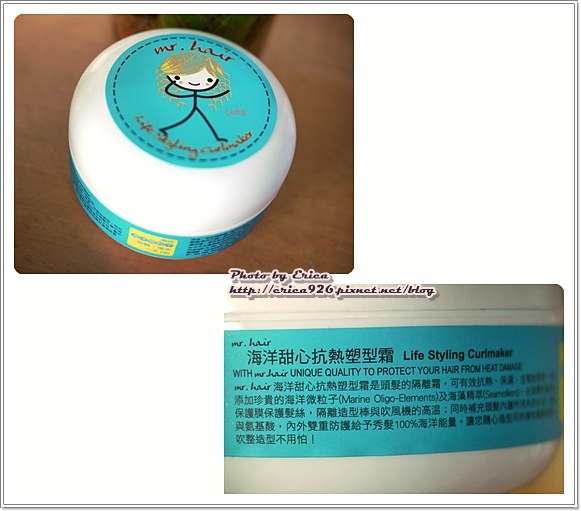 mr. hair
Life Styling Curlmaker
Photo by Erica
http://erica926.pixnet.net/blog
mr. hair
海洋甜心抗熱塑型霜 Life Styling Curlmaker
WITH mr.hair UNIQUE QUALITY TO PROTECT YOUR HAIR FROM HEAT DAMAGE.
mr. hair 海洋甜心抗熱塑型霜是頭髮的隔離霜,可有效抗熱、保濕、
添加珍貴的海洋微粒子(Marine Oligo-Elements)及海藻精萃(Seamollient),
保護膜保護髮絲,隔離造型棒與吹風機的高溫;同時補充頭髮內
與氨基酸,內外雙重防護給予秀髮100%海洋能量。讓您隨心造型
吹整造型不用怕!